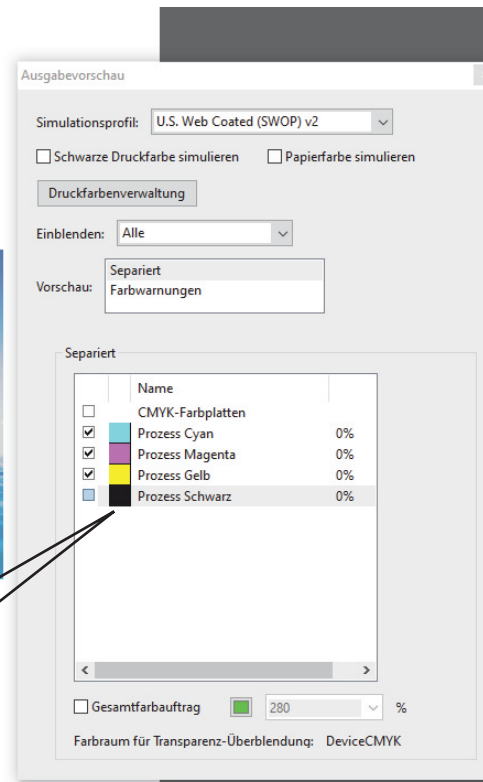 Ausgabevorschau
Simulationsprofil: U.S. Web Coated (SWOP) v2
Schwarze Druckfarbe simulieren Papierfarbe simulieren
Druckfarbenverwaltung
Einblenden: Alle
Separiert
Vorschau: Farbwarnungen
Separiert
Name
CMYK-Farbplatten
Prozess Cyan 0%
Prozess Magenta 0%
Prozess Gelb 0%
Prozess Schwarz 0%
Gesamtfarbauftrag 280 %
Farbraum für Transparenz-Überblendung: DeviceCMYK